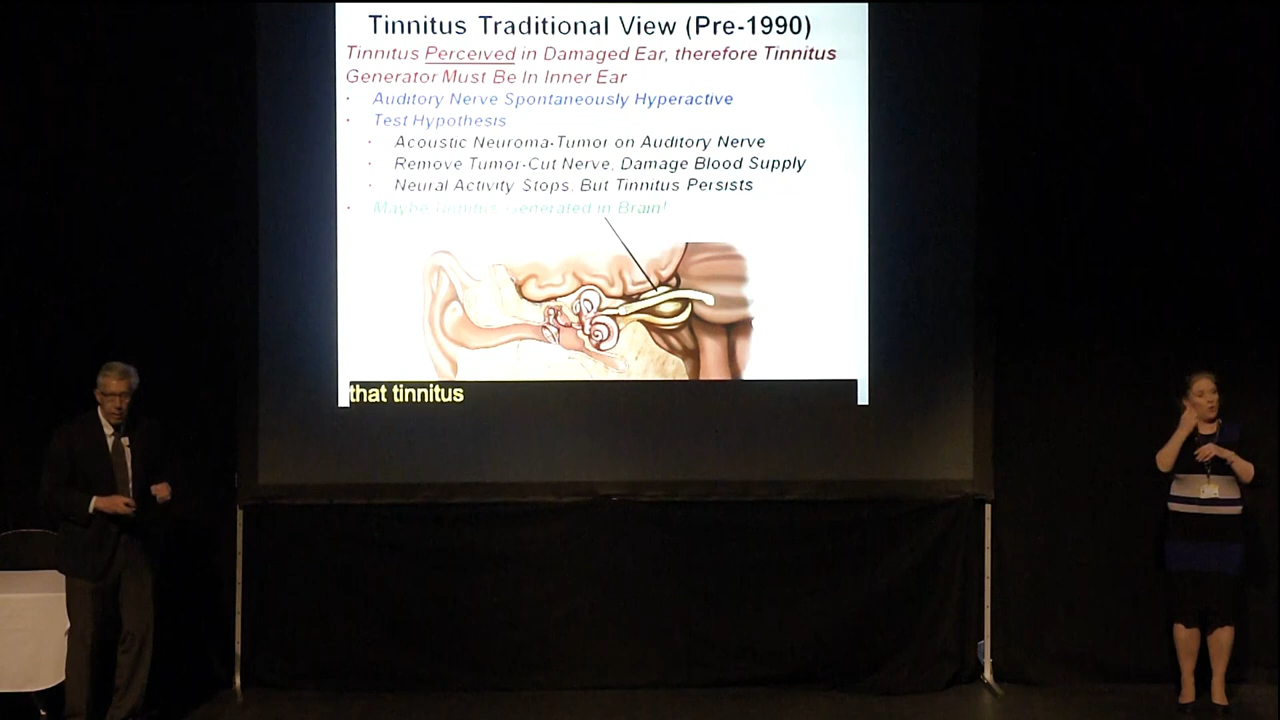 Tinnitus Traditional View (Pre-1990)
Tinnitus Perceived in Damaged Ear, therefore Tinnitus
Generator Must Be In Inner Ear
• Auditory Nerve Spontaneously Hyperactive
• Test Hypothesis
• Acoustic Neuroma-Tumor on Auditory Nerve
• Remove Tumor-Cut Nerve, Damage Blood Supply
• Neural Activity Stops. But Tinnitus Persists
• Maybe Tinnitus Generated in Brain!
that tinnitus